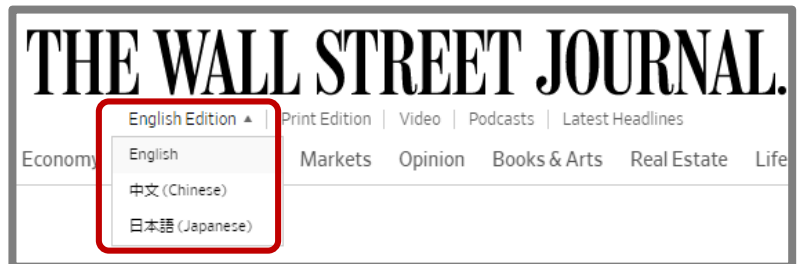 THE WALL STREET JOURNAL.
English Edition ▲ | Print Edition | Video | Podcasts | Latest Headlines
Economy Markets Opinion Books & Arts Real Estate Life
English
中文 (Chinese)
日本語 (Japanese)